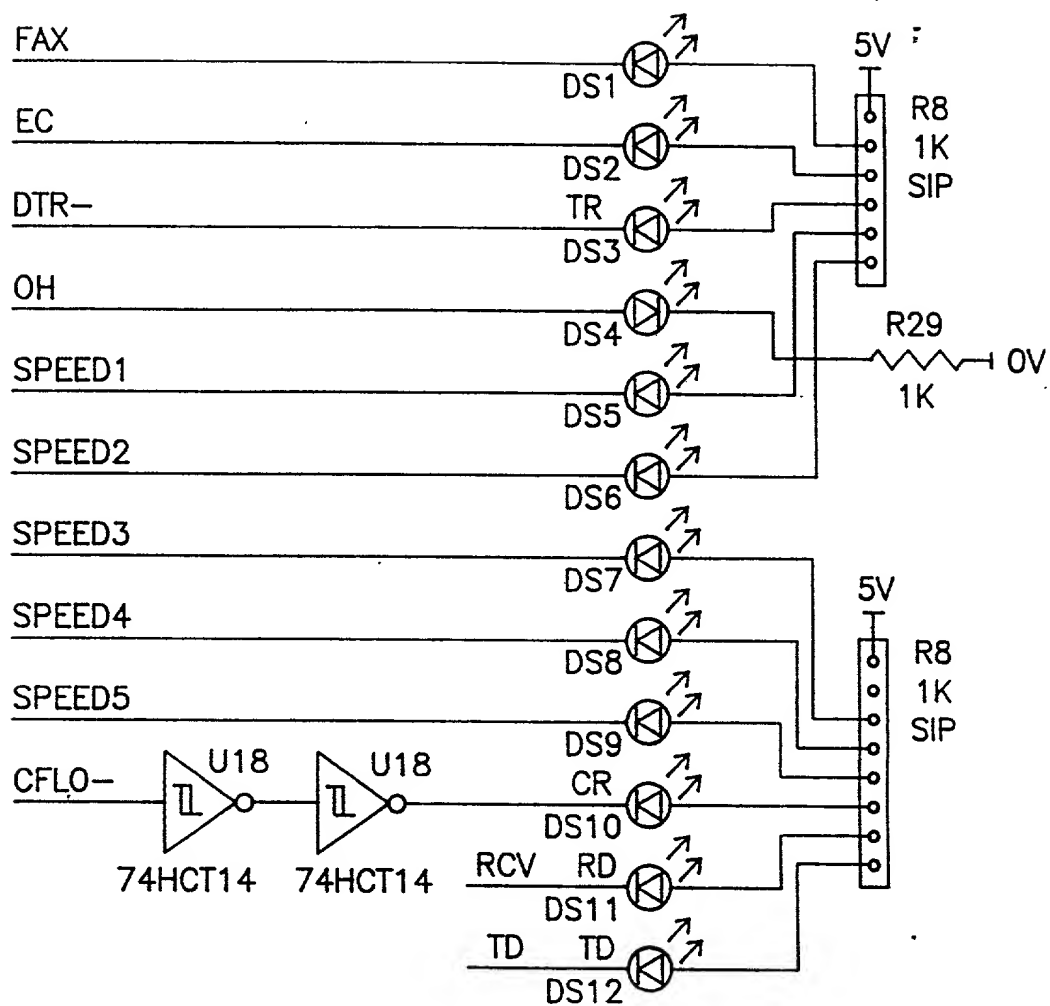 FAX
DS1
5V
R8
1K
SIP
EC
DS2
DTR-
TR
DS3
OH
DS4
R29
1K
0V
SPEED1
DS5
SPEED2
DS6
SPEED3
DS7
5V
R8
1K
SIP
SPEED4
DS8
SPEED5
DS9
CFLO-
U18
U18
74HCT14
74HCT14
CR
DS10
RCV
RD
DS11
TD
TD
DS12